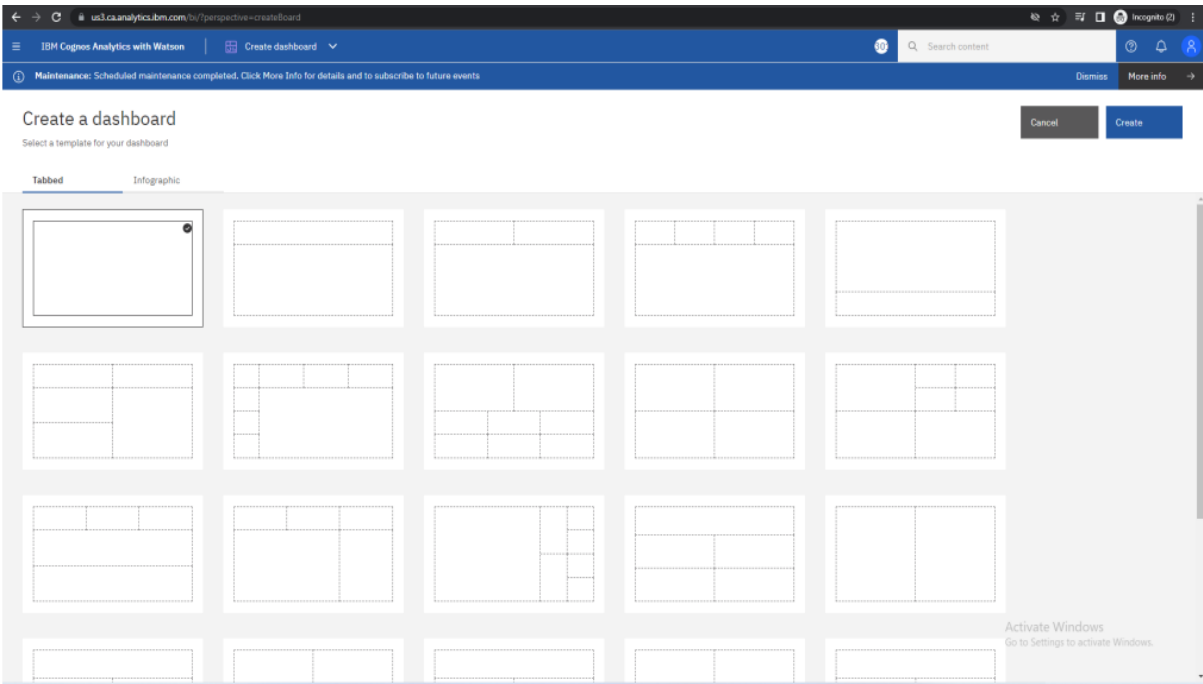 us3.ca.analytics.ibm.com/bi/?perspective=createBoard
Incognito (2)
IBM Cognos Analytics with Watson
Create dashboard
30
Search content
Maintenance: Scheduled maintenance completed. Click More Info for details and to subscribe to future events
Dismiss
More info
Create a dashboard
Cancel
Create
Select a template for your dashboard
Tabbed
Infographic
Activate Windows
Go to Settings to activate Windows.